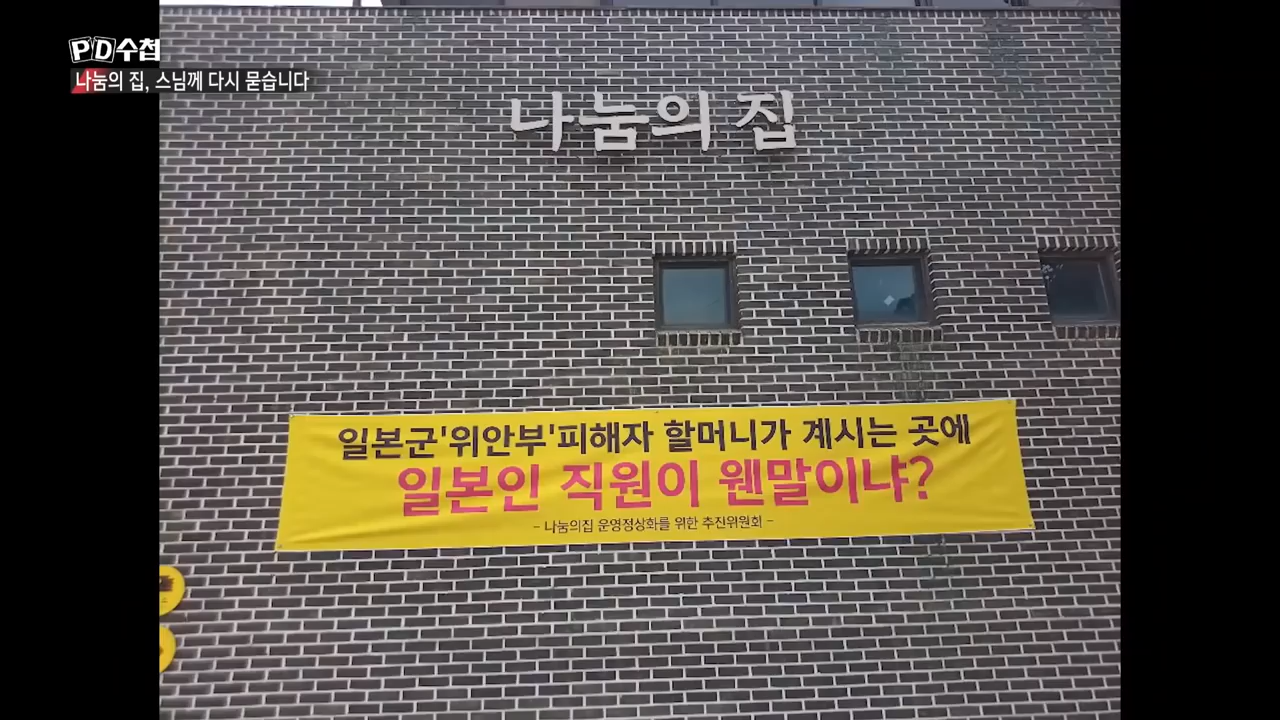 PD수첩
나눔의 집, 스님께 다시 묻습니다
나눔의 집
일본군'위안부'피해자 할머니가 계시는 곳에
일본인 직원이 웬말이냐?
- 나눔의집 운영정상화를 위한 추진위원회 -